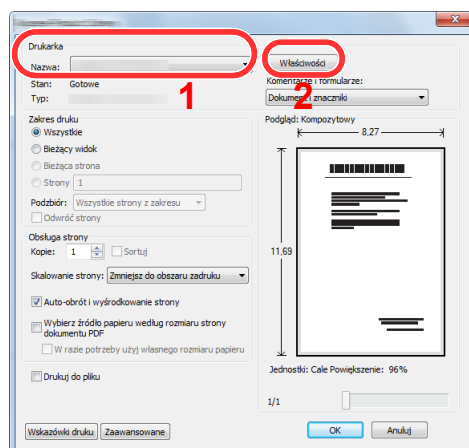 Drukarka
Nazwa:
Właściwości
Stan: Gotowe
Komentarze i formularze:
Typ:
1
2
Dokument i znaczniki
Zakres druku
Wszystkie
Bieżący widok
Bieżąca strona
Strony 1
Podzbiór: Wszystkie strony z zakresu
Odwróć strony
Obsługa strony
Kopie: 1 Sortuj
Skalowanie strony: Zmniejsz do obszaru zadruku
Auto-obrót i wyśrodkowanie strony
Wybierz źródło papieru według rozmiaru strony
dokumentu PDF
W razie potrzeby użyj własnego rozmiaru papieru
Drukuj do pliku
Podgląd: Kompozytowy
8,27
11,69
Jednostki: Cale Powiększenie: 96%
1/1
Wskazówki druku Zaawansowane
OK Anuluj